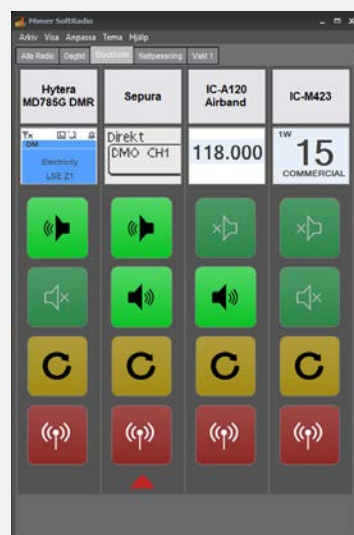 Mimer SoftRadio
Arkiv Visa Anpassa Tema Hjälp
Alla Radio Dagtid Stockholm Nattpassning Vakt 1
Hytera
MD785G DMR
Sepura
IC-A120
Airband
IC-M423
Tx
DM
Electricity
LSE Z1
Direkt
DMO CH1
118.000
1W
15
COMMERCIAL